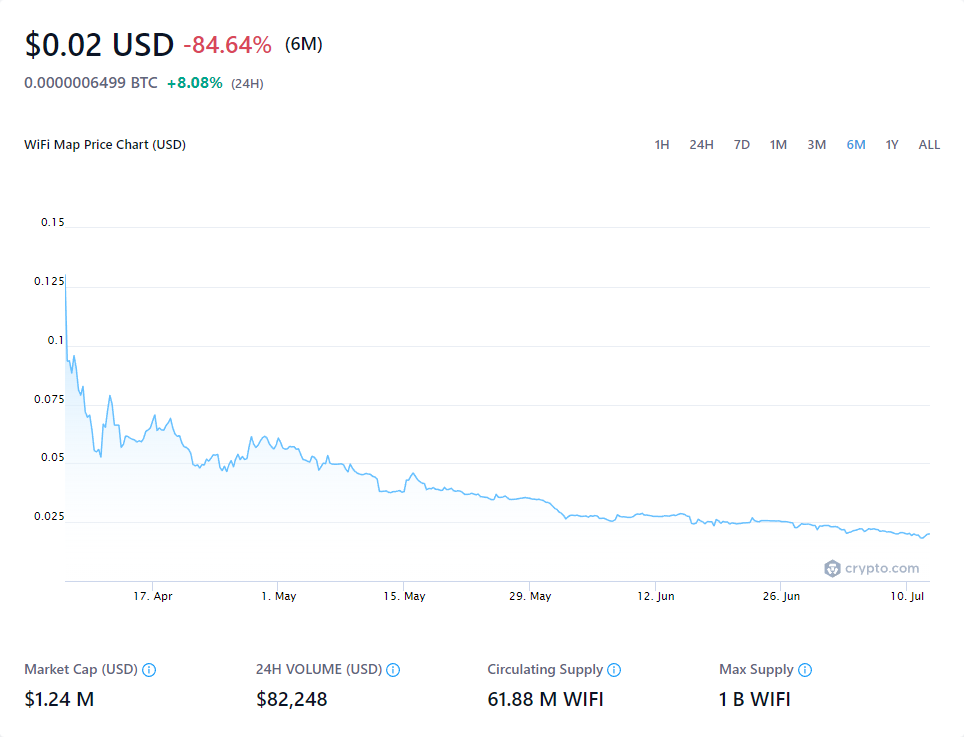 $0.02 USD -84.64% (6M)
0.0000006499 BTC +8.08% (24H)
WiFi Map Price Chart (USD) 1H 24H 7D 1M 3M 6M 1Y ALL
0.15
0.125
0.1
0.075
0.05
0.025
crypto.com
17. Apr 1. May 15. May 29. May 12. Jun 26. Jun 10. Jul
Market Cap (USD) 24H VOLUME (USD) Circulating Supply Max Supply
$1.24 M $82,248 61.88 M WIFI 1 B WIFI